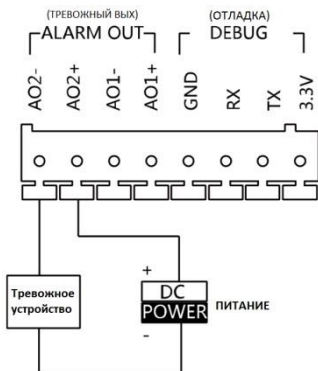 (ТРЕВОЖНЫЙ ВЫХ) (ОТЛАДКА)
ALARM OUT DEBUG
AO2- AO2+ AO1- AO1+ GND RX TX 3.3V
+
DC
POWER
ПИТАНИЕ
-
Тревожное
устройство